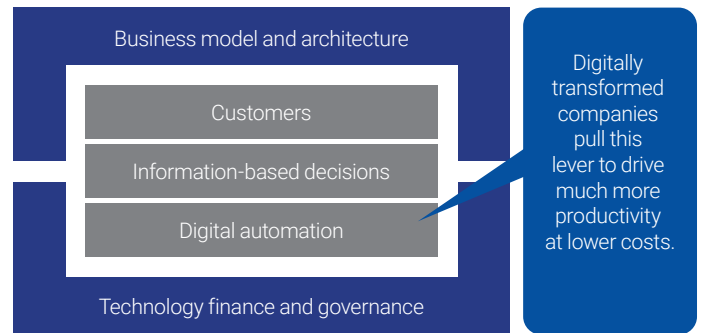 Business model and architecture
Customers
Information-based decisions
Digital automation
Technology finance and governance
Digitally
transformed
companies
pull this
lever to drive
much more
productivity
at lower costs.